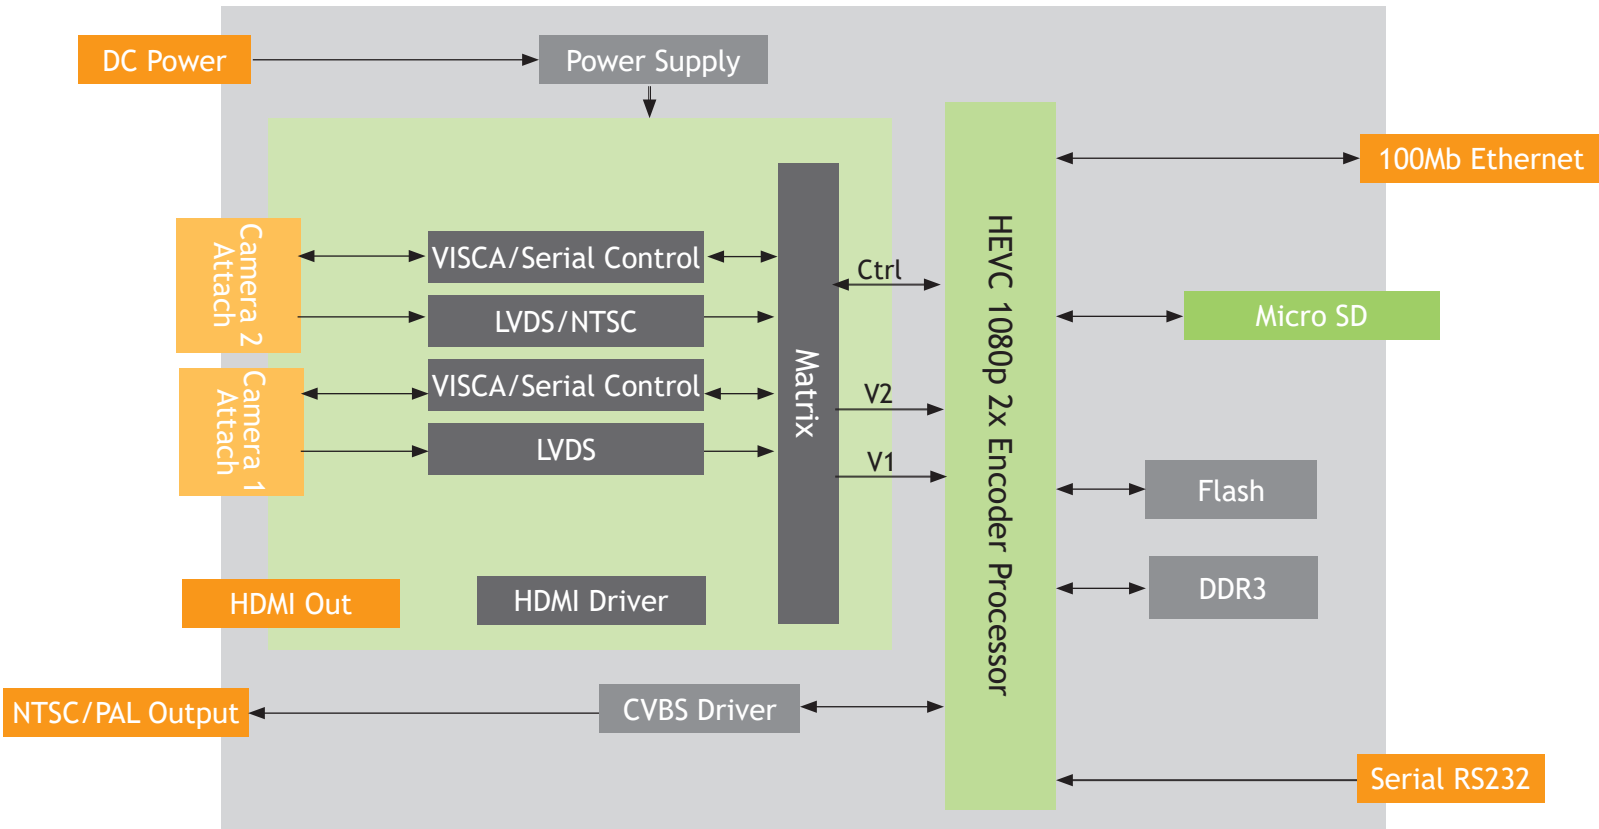 DC Power
Power Supply
100Mb Ethernet
Camera 2
Attach
VISCA/Serial Control
LVDS/NTSC
Camera 1
Attach
VISCA/Serial Control
LVDS
Matrix
Ctrl
V2
V1
HEVC 1080p 2x Encoder Processor
Micro SD
Flash
DDR3
HDMI Out
HDMI Driver
NTSC/PAL Output
CVBS Driver
Serial RS232